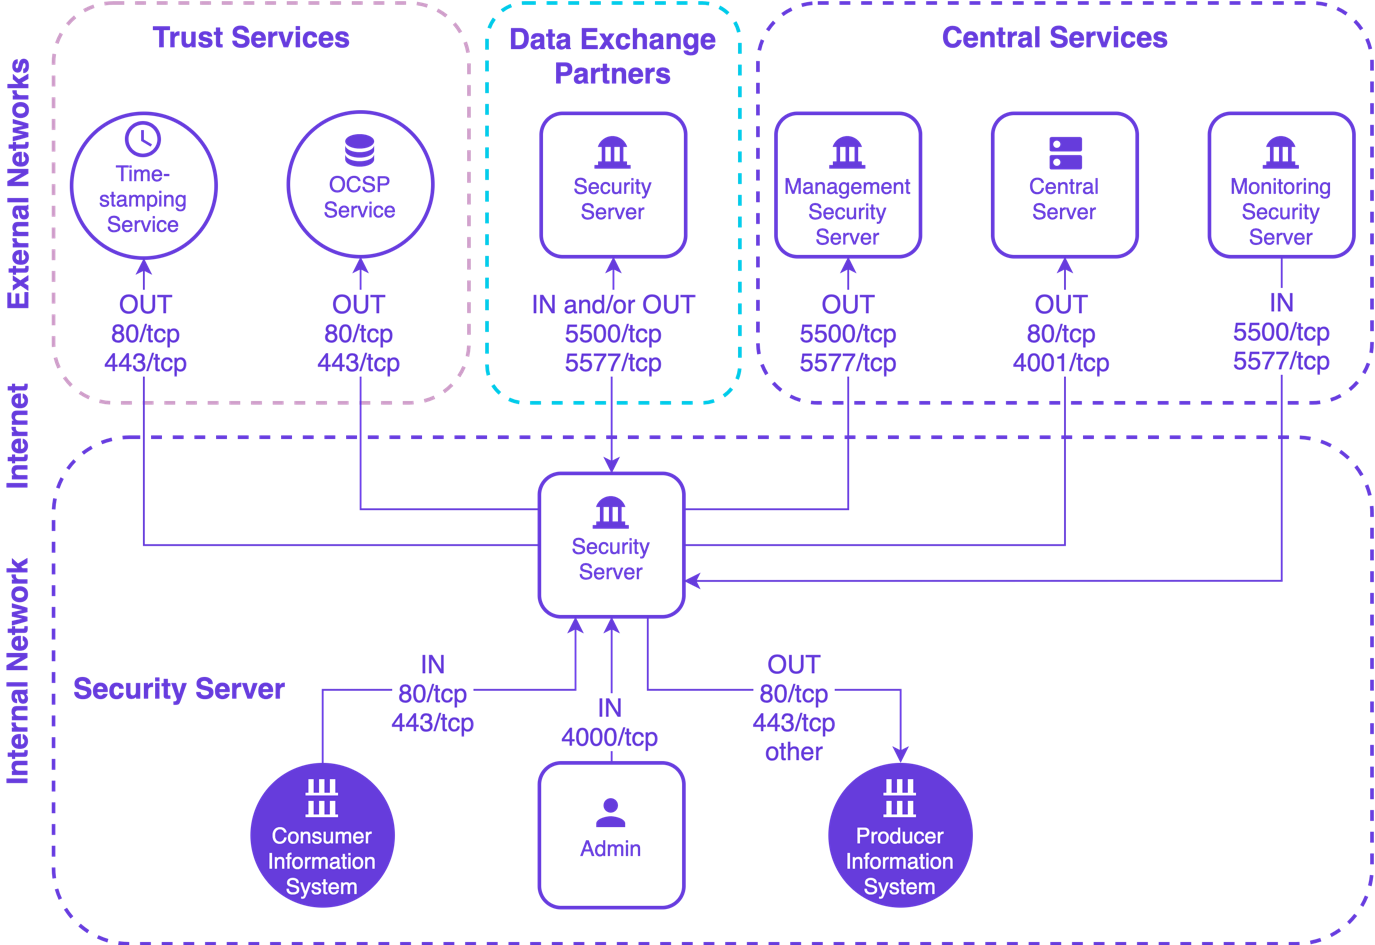 Trust Services
Data Exchange
Partners
Central Services
External Networks
Internet
Internal Network
Time-
stamping
Service
OCSP
Service
Security
Server
Management
Security
Server
Central
Server
Monitoring
Security
Server
OUT
80/tcp
443/tcp
OUT
80/tcp
443/tcp
IN and/or OUT
5500/tcp
5577/tcp
OUT
5500/tcp
5577/tcp
OUT
80/tcp
4001/tcp
IN
5500/tcp
5577/tcp
Security
Server
Security Server
IN
80/tcp
443/tcp
IN
4000/tcp
OUT
80/tcp
443/tcp
other
Consumer
Information
System
Admin
Producer
Information
System